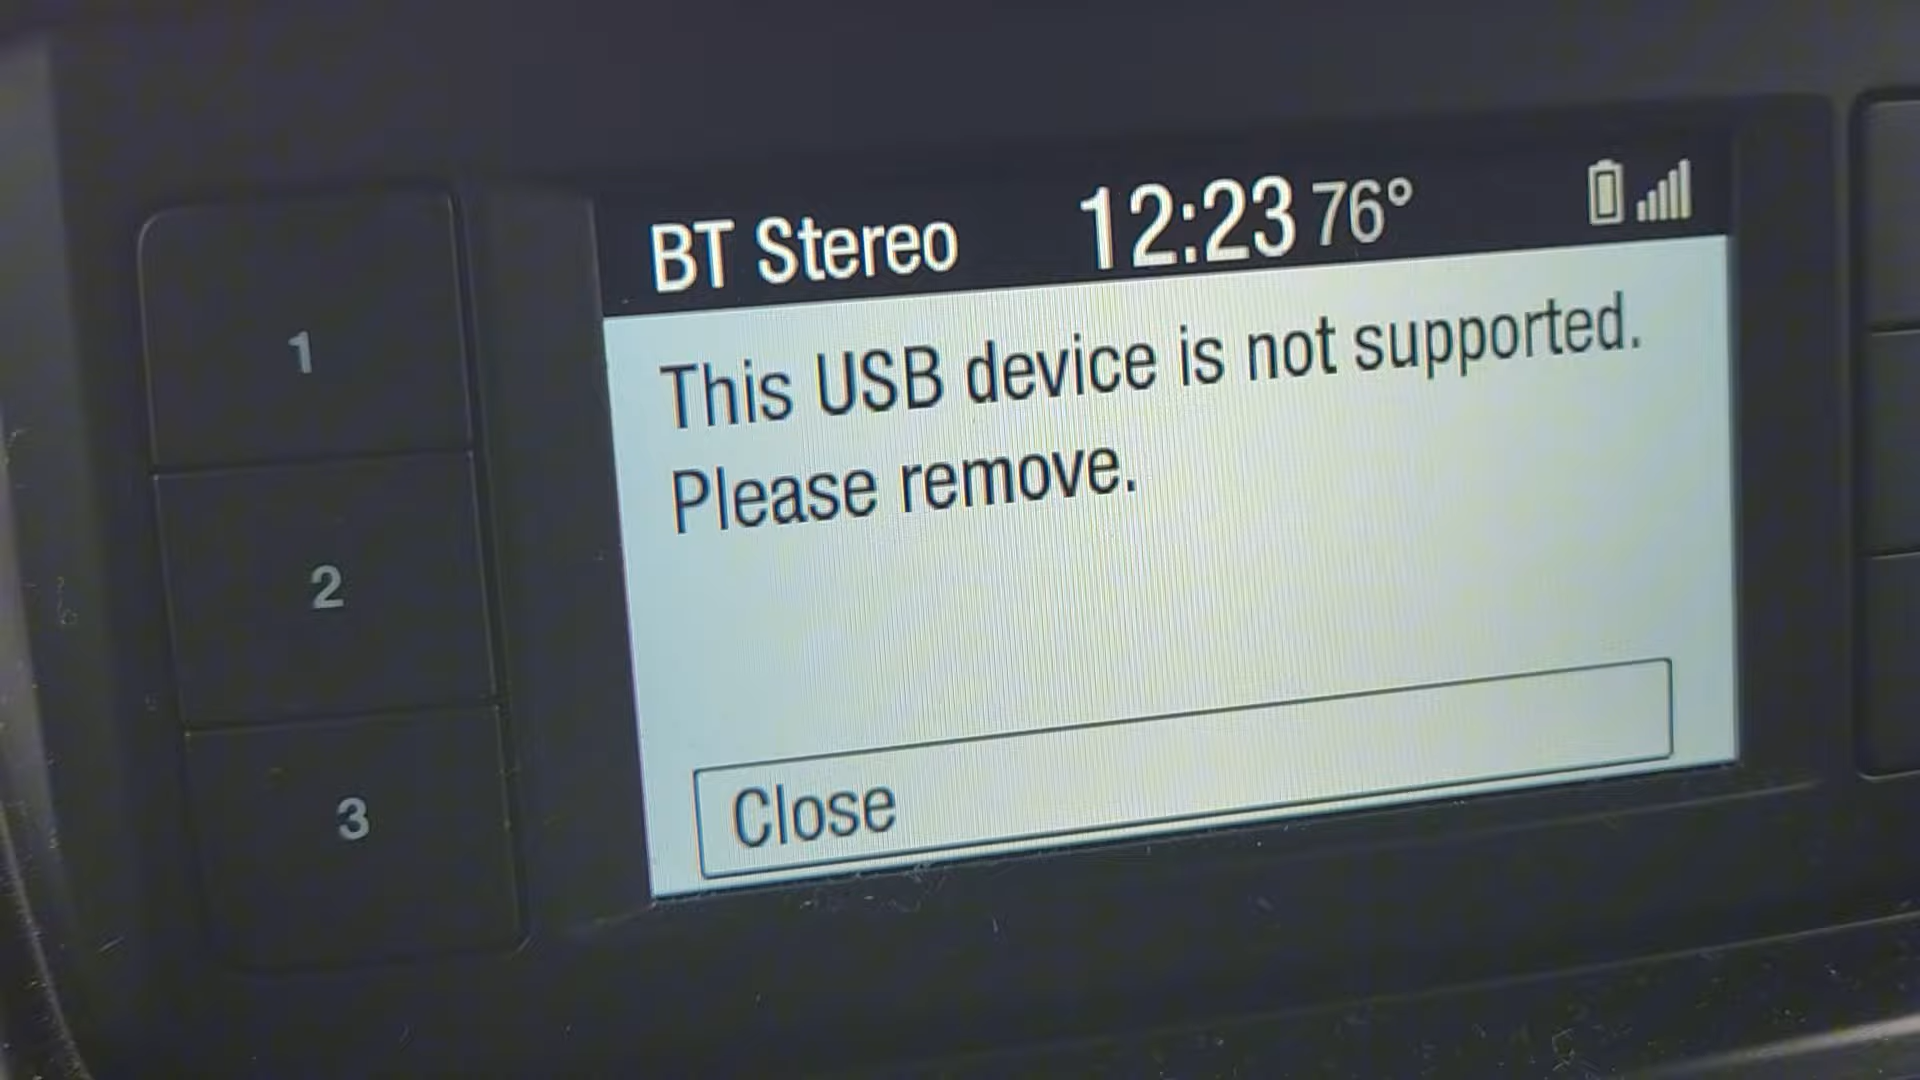 BT Stereo 12:23 76°
This USB device is not supported.
Please remove.
Close
1
2
3